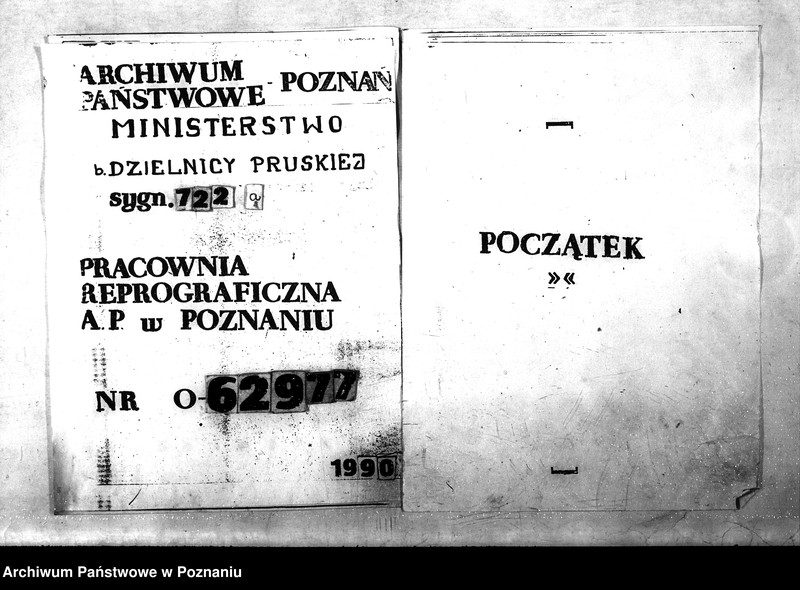 ARCHIWUM
PAŃSTWOWE - POZNAŃ
MINISTERSTWO
b. DZIELNICY PRUSKIEJ
sygn. 722 a
PRACOWNIA
REPROGRAFICZNA
A.P. w POZNANIU
NR O-62977
1990
POCZĄTEK
»«
Archiwum Państwowe w Poznaniu